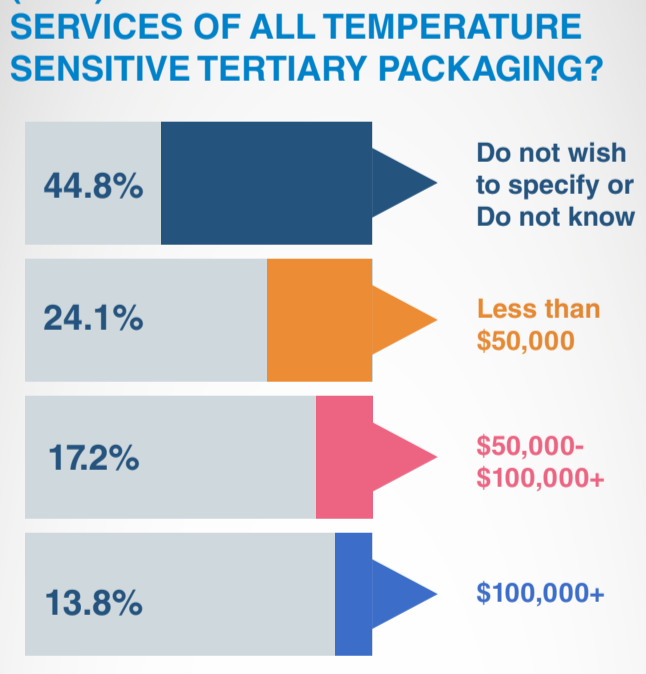 SERVICES OF ALL TEMPERATURE
SENSITIVE TERTIARY PACKAGING?
44.8%
Do not wish
to specify or
Do not know
24.1%
Less than
$50,000
17.2%
$50,000-
$100,000+
13.8%
$100,000+